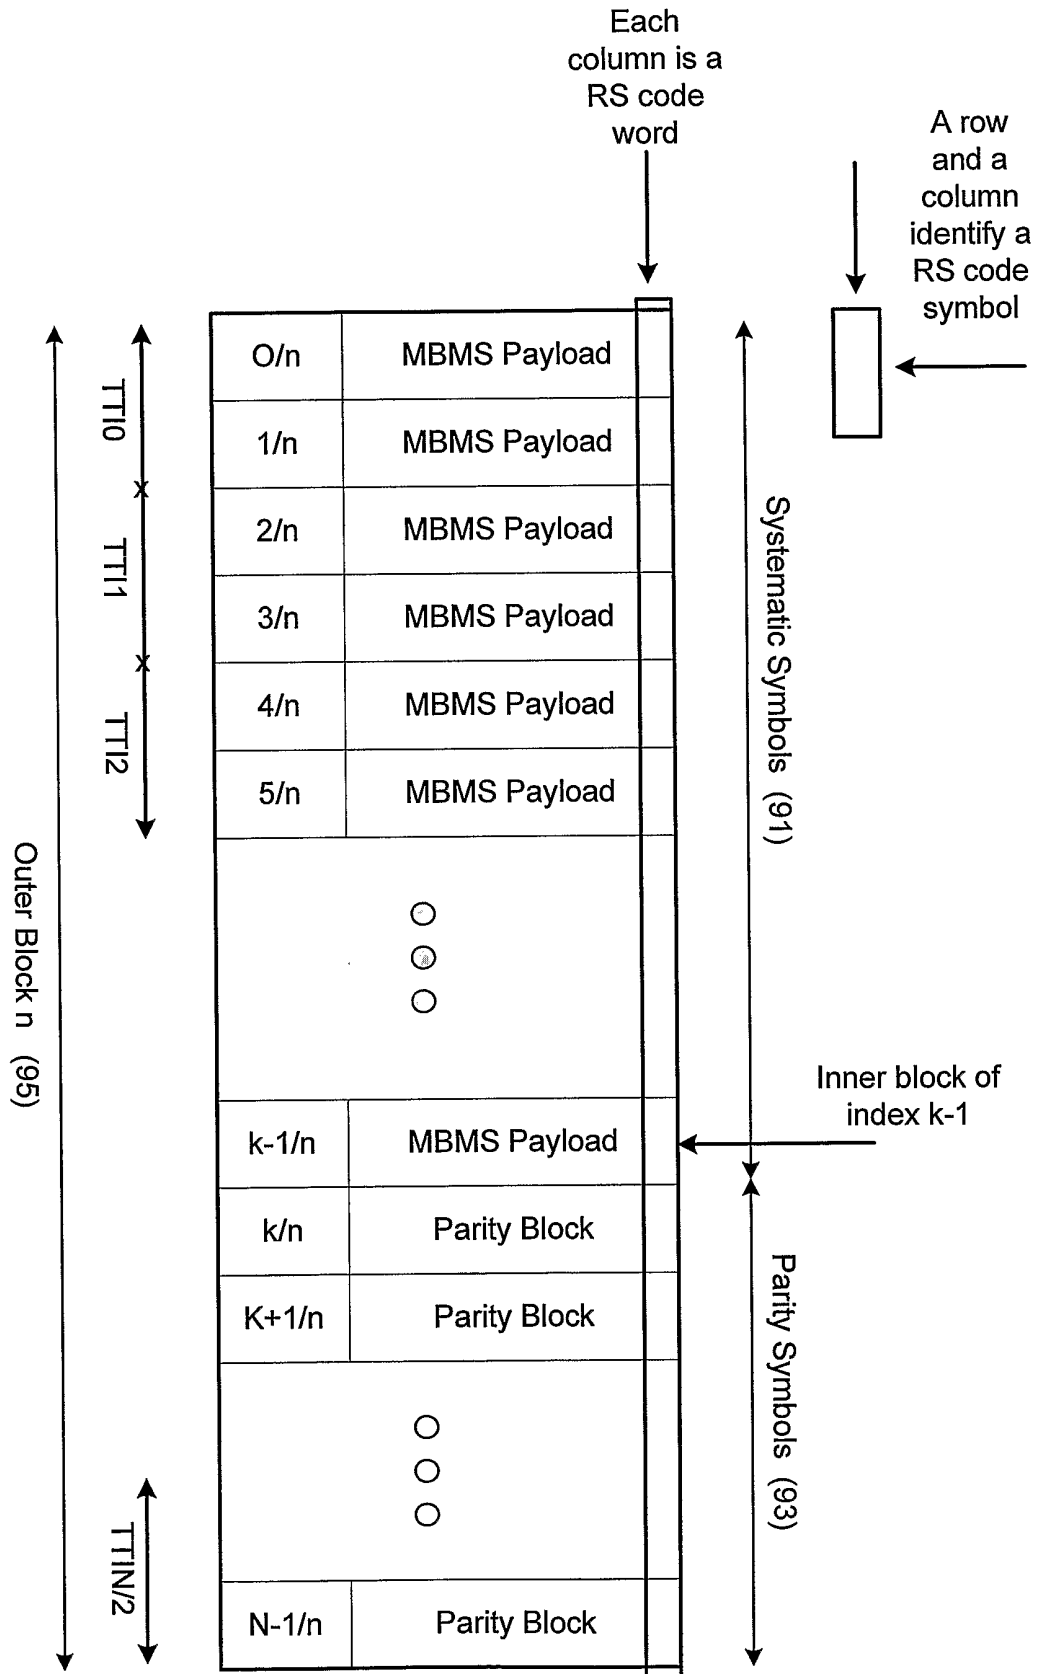 Each
column is a
RS code
word
A row
and a
column
identify a
RS code
symbol
O/n MBMS Payload
1/n MBMS Payload
2/n MBMS Payload
3/n MBMS Payload
4/n MBMS Payload
5/n MBMS Payload
k-1/n MBMS Payload
k/n Parity Block
K+1/n Parity Block
N-1/n Parity Block
TTI0
x
TTI1
x
TTI2
TTIN/2
Outer Block n (95)
Systematic Symbols (91)
Inner block of
index k-1
Parity Symbols (93)